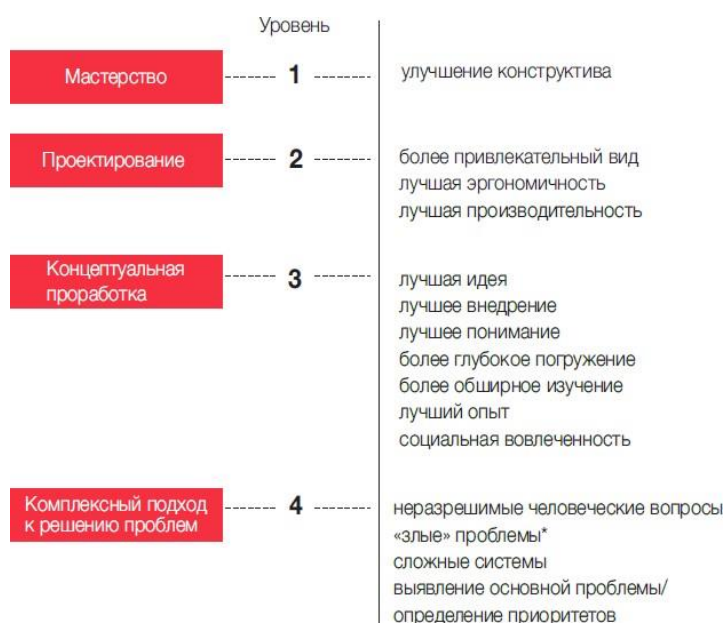 Уровень
Мастерство ------ 1 ------- улучшение конструктива
Проектирование ------ 2 ------- более привлекательный вид
лучшая эргономичность
лучшая производительность
Концептуальная
проработка ------ 3 ------- лучшая идея
лучшее внедрение
лучшее понимание
более глубокое погружение
более обширное изучение
лучший опыт
социальная вовлеченность
Комплексный подход
к решению проблем ------ 4 ------- неразрешимые человеческие вопросы
«злые» проблемы*
сложные системы
выявление основной проблемы/
определение приоритетов